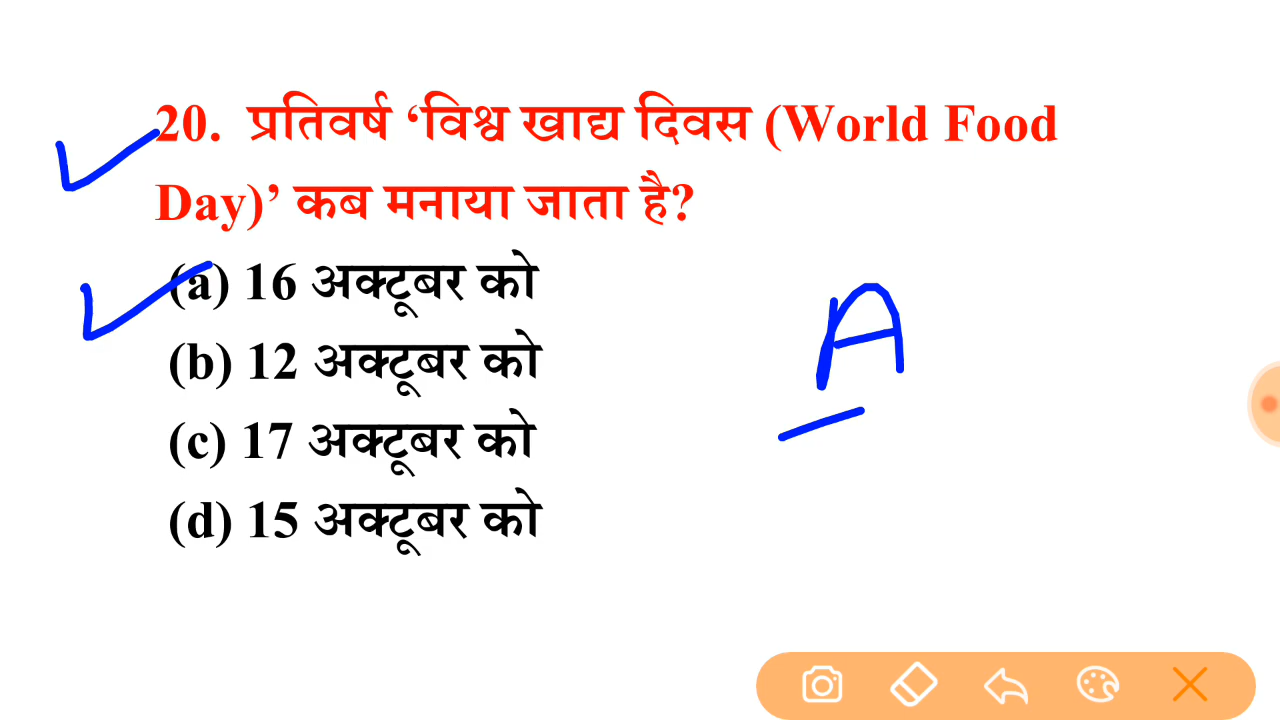 20. प्रतिवर्ष ‘विश्व खाद्य दिवस (World Food
Day)’ कब मनाया जाता है?
(a) 16 अक्टूबर को
(b) 12 अक्टूबर को
(c) 17 अक्टूबर को
(d) 15 अक्टूबर को
A